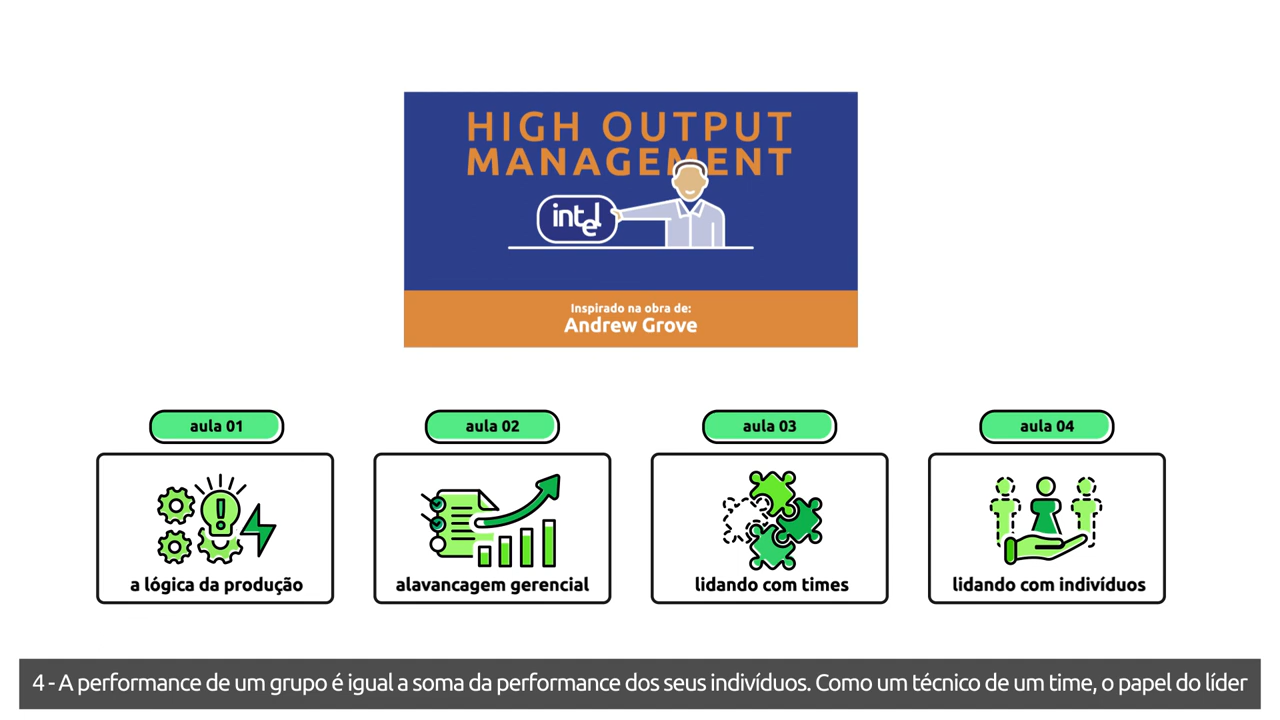 HIGH OUTPUT
MANAGEMENT
intel
Inspirado na obra de:
Andrew Grove
aula 01
aula 02
aula 03
aula 04
a lógica da produção
alavancagem gerencial
lidando com times
lidando com indivíduos
4 - A performance de um grupo é igual a soma da performance dos seus indivíduos. Como um técnico de um time, o papel do líder